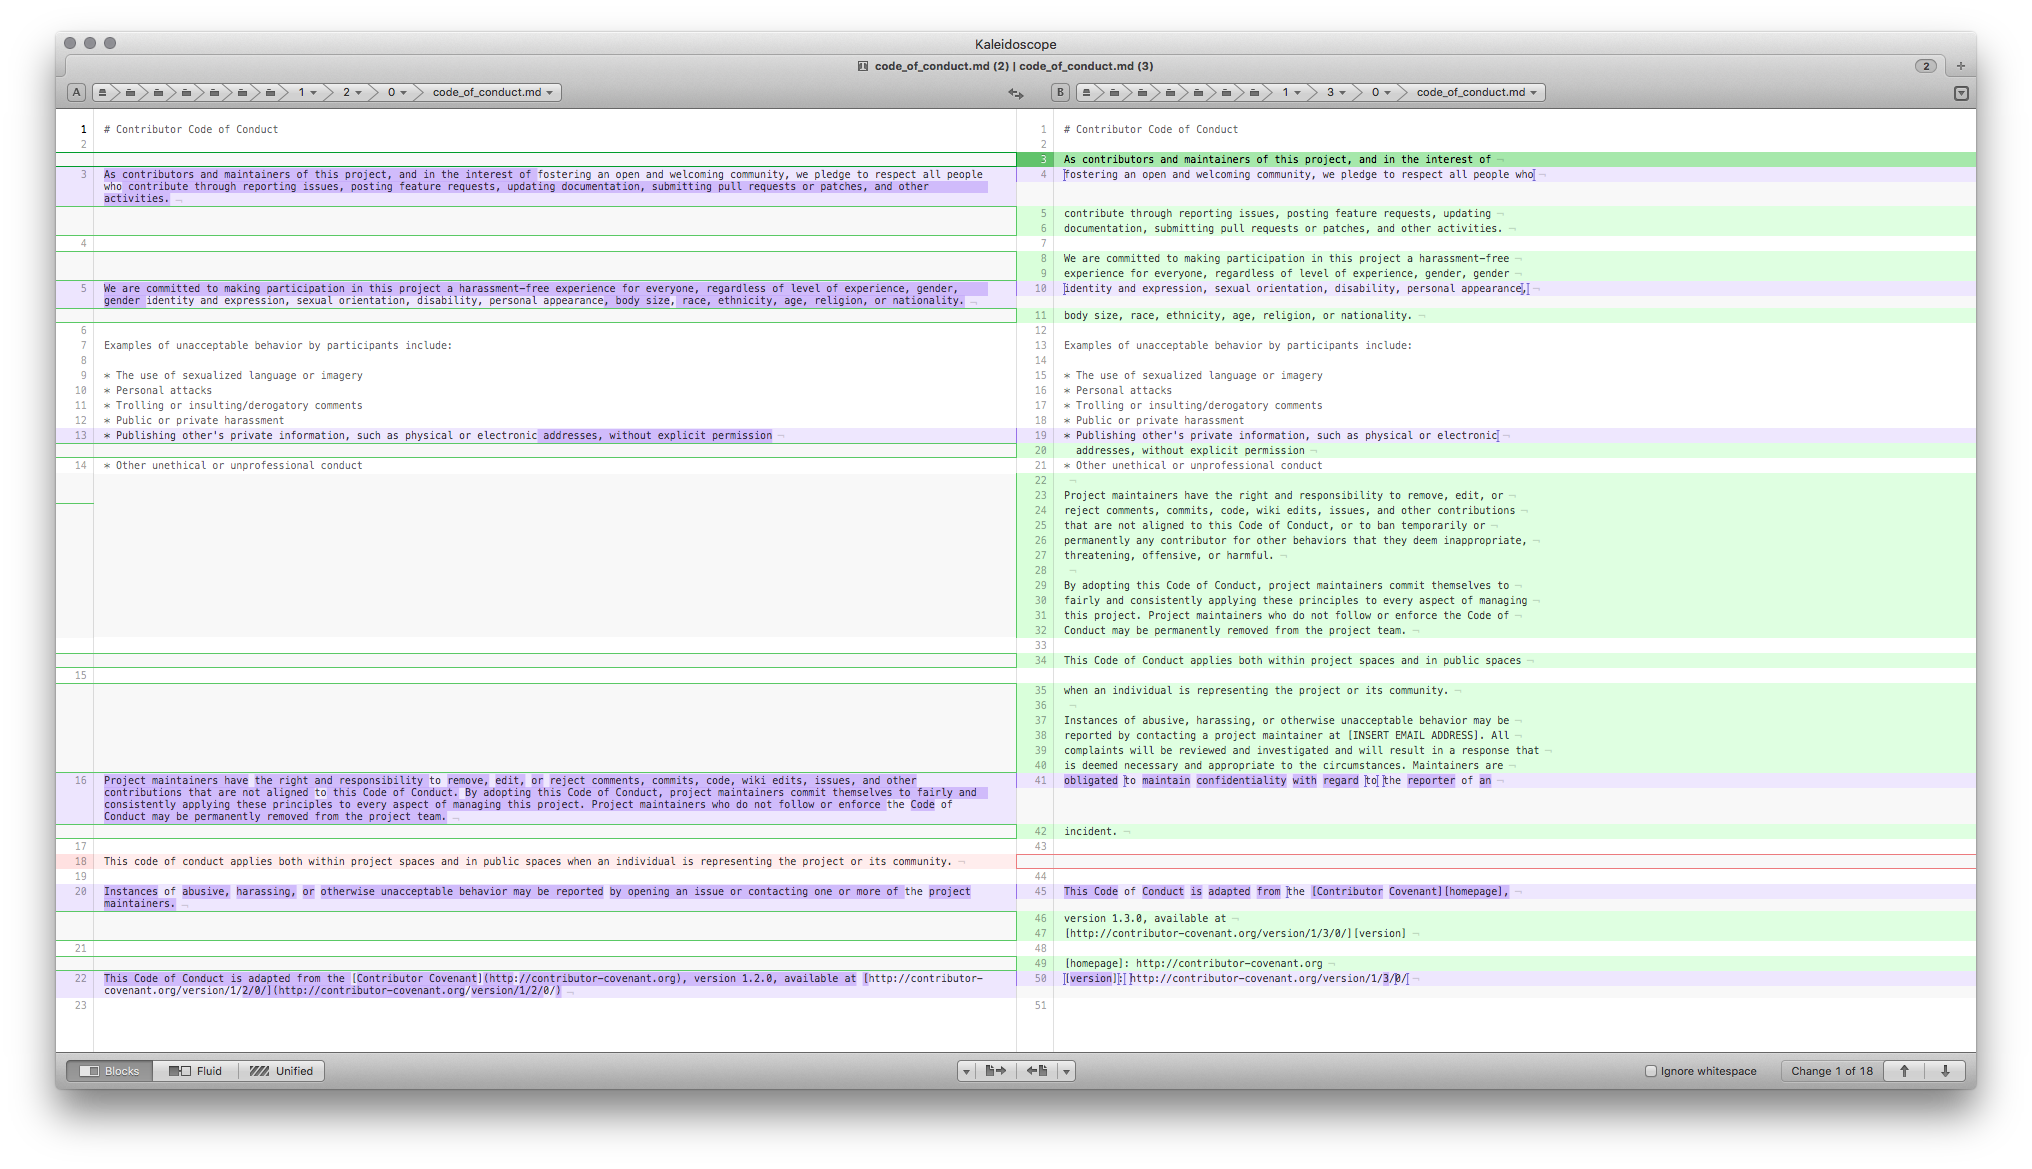 Kaleidoscope
code_of_conduct.md (2) | code_of_conduct.md (3)
2
+
A
1
2
0
code_of_conduct.md
B
1
3
0
code_of_conduct.md
1 # Contributor Code of Conduct
2
3 As contributors and maintainers of this project, and in the interest of fostering an open and welcoming community, we pledge to respect all people
who contribute through reporting issues, posting feature requests, updating documentation, submitting pull requests or patches, and other
activities. ¬
4
5 We are committed to making participation in this project a harassment-free experience for everyone, regardless of level of experience, gender,
gender identity and expression, sexual orientation, disability, personal appearance, body size, race, ethnicity, age, religion, or nationality. ¬
6
7 Examples of unacceptable behavior by participants include:
8
9 * The use of sexualized language or imagery
10 * Personal attacks
11 * Trolling or insulting/derogatory comments
12 * Public or private harassment
13 * Publishing other's private information, such as physical or electronic addresses, without explicit permission ¬
14 * Other unethical or unprofessional conduct
15
16 Project maintainers have the right and responsibility to remove, edit, or reject comments, commits, code, wiki edits, issues, and other
contributions that are not aligned to this Code of Conduct. By adopting this Code of Conduct, project maintainers commit themselves to fairly and
consistently applying these principles to every aspect of managing this project. Project maintainers who do not follow or enforce the Code of
Conduct may be permanently removed from the project team. ¬
17
18 This code of conduct applies both within project spaces and in public spaces when an individual is representing the project or its community. ¬
19
20 Instances of abusive, harassing, or otherwise unacceptable behavior may be reported by opening an issue or contacting one or more of the project
maintainers. ¬
21
22 This Code of Conduct is adapted from the [Contributor Covenant](http://contributor-covenant.org), version 1.2.0, available at [http://contributor-
covenant.org/version/1/2/0/](http://contributor-covenant.org/version/1/2/0/) ¬
23
1 # Contributor Code of Conduct
2
3 As contributors and maintainers of this project, and in the interest of ¬
4 fostering an open and welcoming community, we pledge to respect all people who ¬
5 contribute through reporting issues, posting feature requests, updating ¬
6 documentation, submitting pull requests or patches, and other activities. ¬
7
8 We are committed to making participation in this project a harassment-free ¬
9 experience for everyone, regardless of level of experience, gender, gender ¬
10 identity and expression, sexual orientation, disability, personal appearance, ¬
11 body size, race, ethnicity, age, religion, or nationality. ¬
12
13 Examples of unacceptable behavior by participants include:
14
15 * The use of sexualized language or imagery
16 * Personal attacks
17 * Trolling or insulting/derogatory comments
18 * Public or private harassment
19 * Publishing other's private information, such as physical or electronic ¬
20 addresses, without explicit permission ¬
21 * Other unethical or unprofessional conduct
22 ¬
23 Project maintainers have the right and responsibility to remove, edit, or ¬
24 reject comments, commits, code, wiki edits, issues, and other contributions ¬
25 that are not aligned to this Code of Conduct, or to ban temporarily or ¬
26 permanently any contributor for other behaviors that they deem inappropriate, ¬
27 threatening, offensive, or harmful. ¬
28 ¬
29 By adopting this Code of Conduct, project maintainers commit themselves to ¬
30 fairly and consistently applying these principles to every aspect of managing ¬
31 this project. Project maintainers who do not follow or enforce the Code of ¬
32 Conduct may be permanently removed from the project team. ¬
33
34 This Code of Conduct applies both within project spaces and in public spaces ¬
35 when an individual is representing the project or its community. ¬
36 ¬
37 Instances of abusive, harassing, or otherwise unacceptable behavior may be ¬
38 reported by contacting a project maintainer at [INSERT EMAIL ADDRESS]. All ¬
39 complaints will be reviewed and investigated and will result in a response that ¬
40 is deemed necessary and appropriate to the circumstances. Maintainers are ¬
41 obligated to maintain confidentiality with regard to the reporter of an ¬
42 incident. ¬
43
44
45 This Code of Conduct is adapted from the [Contributor Covenant][homepage], ¬
46 version 1.3.0, available at ¬
47 [http://contributor-covenant.org/version/1/3/0/][version] ¬
48
49 [homepage]: http://contributor-covenant.org ¬
50 [version]: http://contributor-covenant.org/version/1/3/0/ ¬
51
Blocks
Fluid
Unified
Ignore whitespace
Change 1 of 18